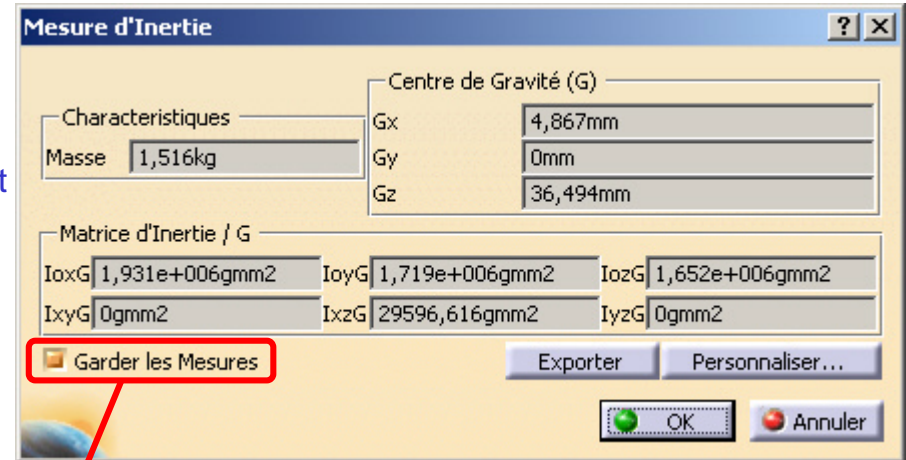 Mesure d'Inertie
Centre de Gravité (G)
Characteristiques
Gx 4,867mm
Masse 1,516kg
Gy 0mm
t
Gz 36,494mm
Matrice d'Inertie / G
IoxG 1,931e+006gmm2 IoyG 1,719e+006gmm2 IozG 1,652e+006gmm2
IxyG 0gmm2 IxzG 29596,616gmm2 IyzG 0gmm2
Garder les Mesures Exporter Personnaliser...
OK Annuler